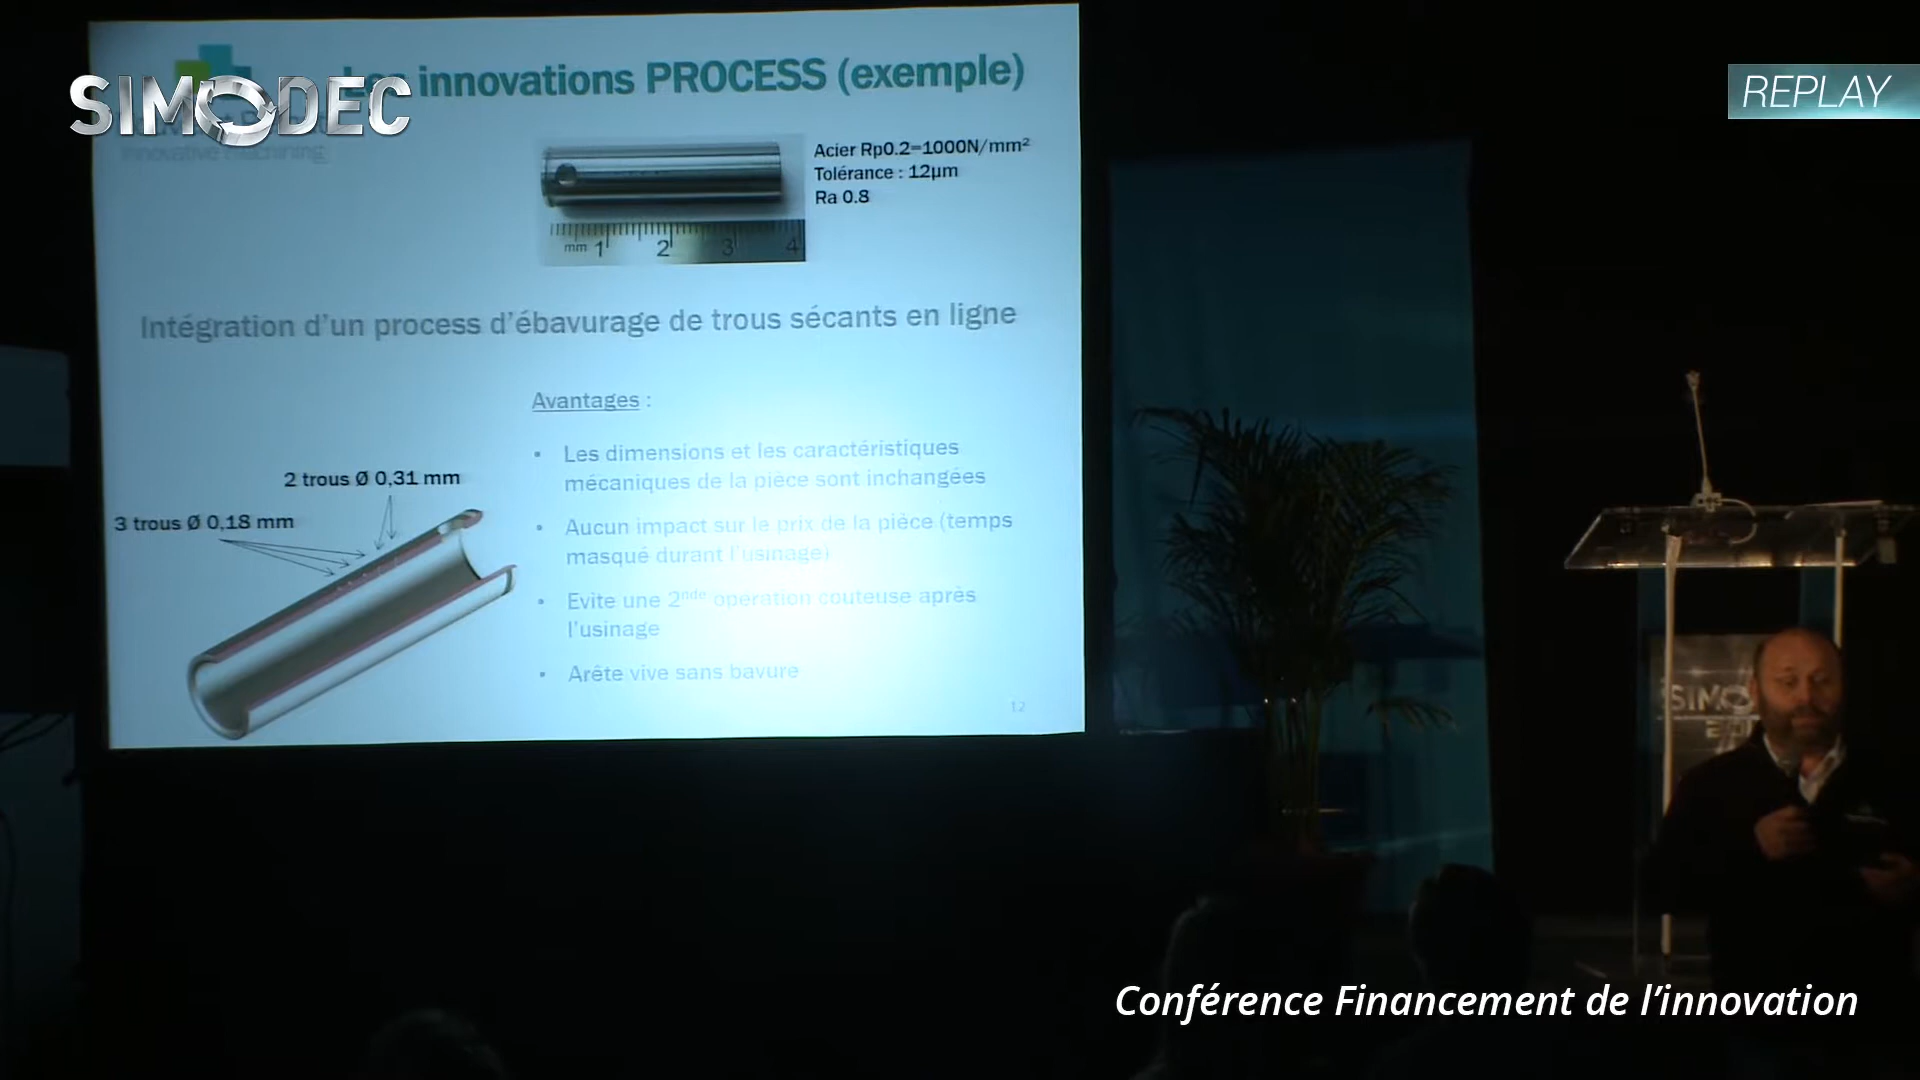 SIMODEC
innovations PROCESS (exemple)
REPLAY
Innovative Machining
Acier Rp0.2=1000N/mm²
Tolérance : 12µm
Ra 0.8
mm 1 2 3 4
Intégration d’un process d’ébavurage de trous sécants en ligne
Avantages :
▪ Les dimensions et les caractéristiques
mécaniques de la pièce sont inchangées
▪ Aucun impact sur le prix de la pièce (temps
masqué durant l’usinage)
▪ Evite une 2nde operation couteuse après
l’usinage
▪ Arête vive sans bavure
2 trous Ø 0,31 mm
3 trous Ø 0,18 mm
12
SIMO
Conférence Financement de l’innovation